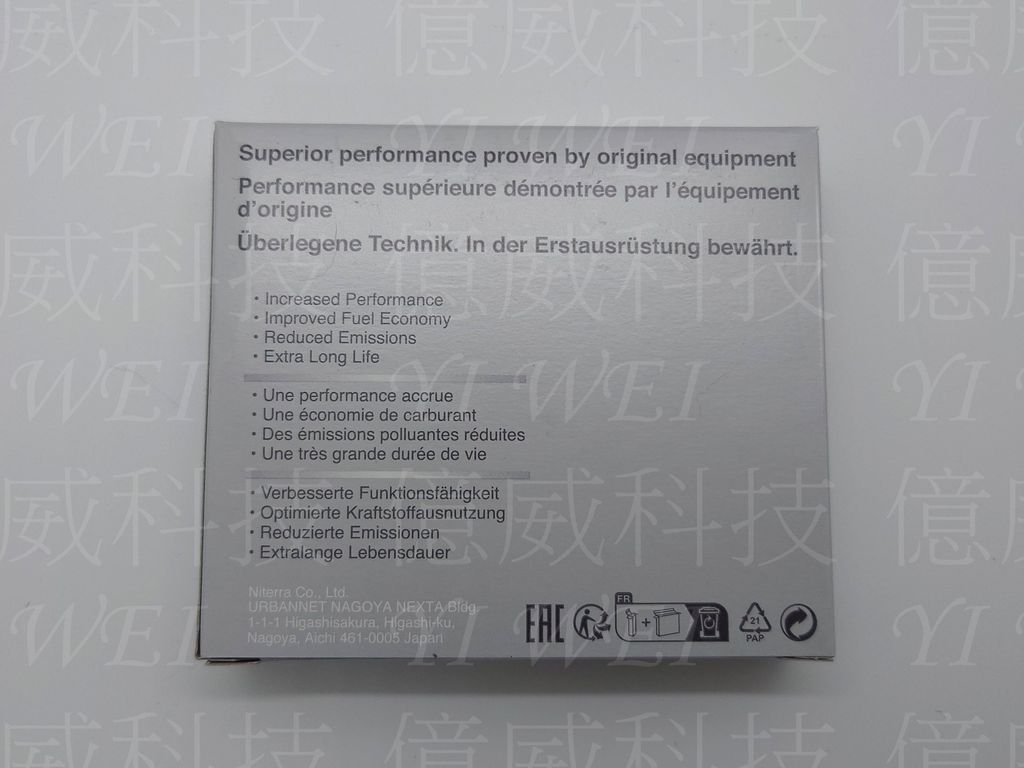 Superior performance proven by original equipment
Performance supérieure démontrée par l'équipement
d'origine
Überlegene Technik. In der Erstausrüstung bewährt.
• Increased Performance
• Improved Fuel Economy
• Reduced Emissions
• Extra Long Life
• Une performance accrue
• Une économie de carburant
• Des émissions polluantes réduites
• Une très grande durée de vie
• Verbesserte Funktionsfähigkeit
• Optimierte Kraftstoffausnutzung
• Reduzierte Emissionen
• Extralange Lebensdauer
Niterra Co., Ltd.
URBANNET NAGOYA NEXTA Bldg.
1-1-1 Higashisakura, Higashi-ku,
Nagoya, Aichi 461-0005 Japan
EAC
FR
21
PAP
億威科技
YI WEI